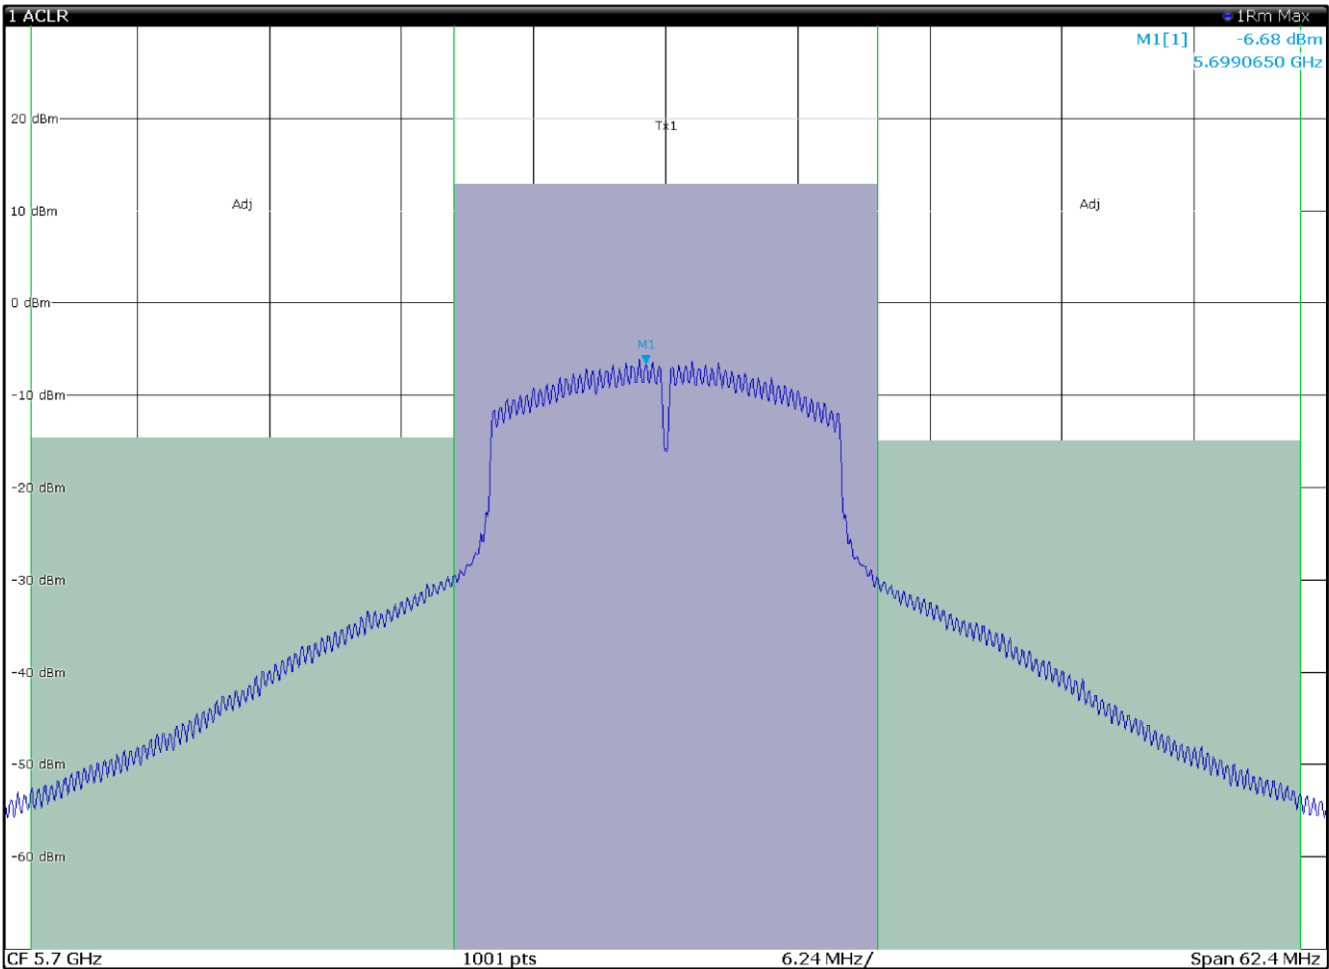 1 ACLR
1Rm Max
M1[1] -6.68 dBm
5.6990650 GHz
20 dBm
Tx1
Adj
Adj
10 dBm
0 dBm
M1
-10 dBm
-20 dBm
-30 dBm
-40 dBm
-50 dBm
-60 dBm
CF 5.7 GHz 1001 pts 6.24 MHz/ Span 62.4 MHz